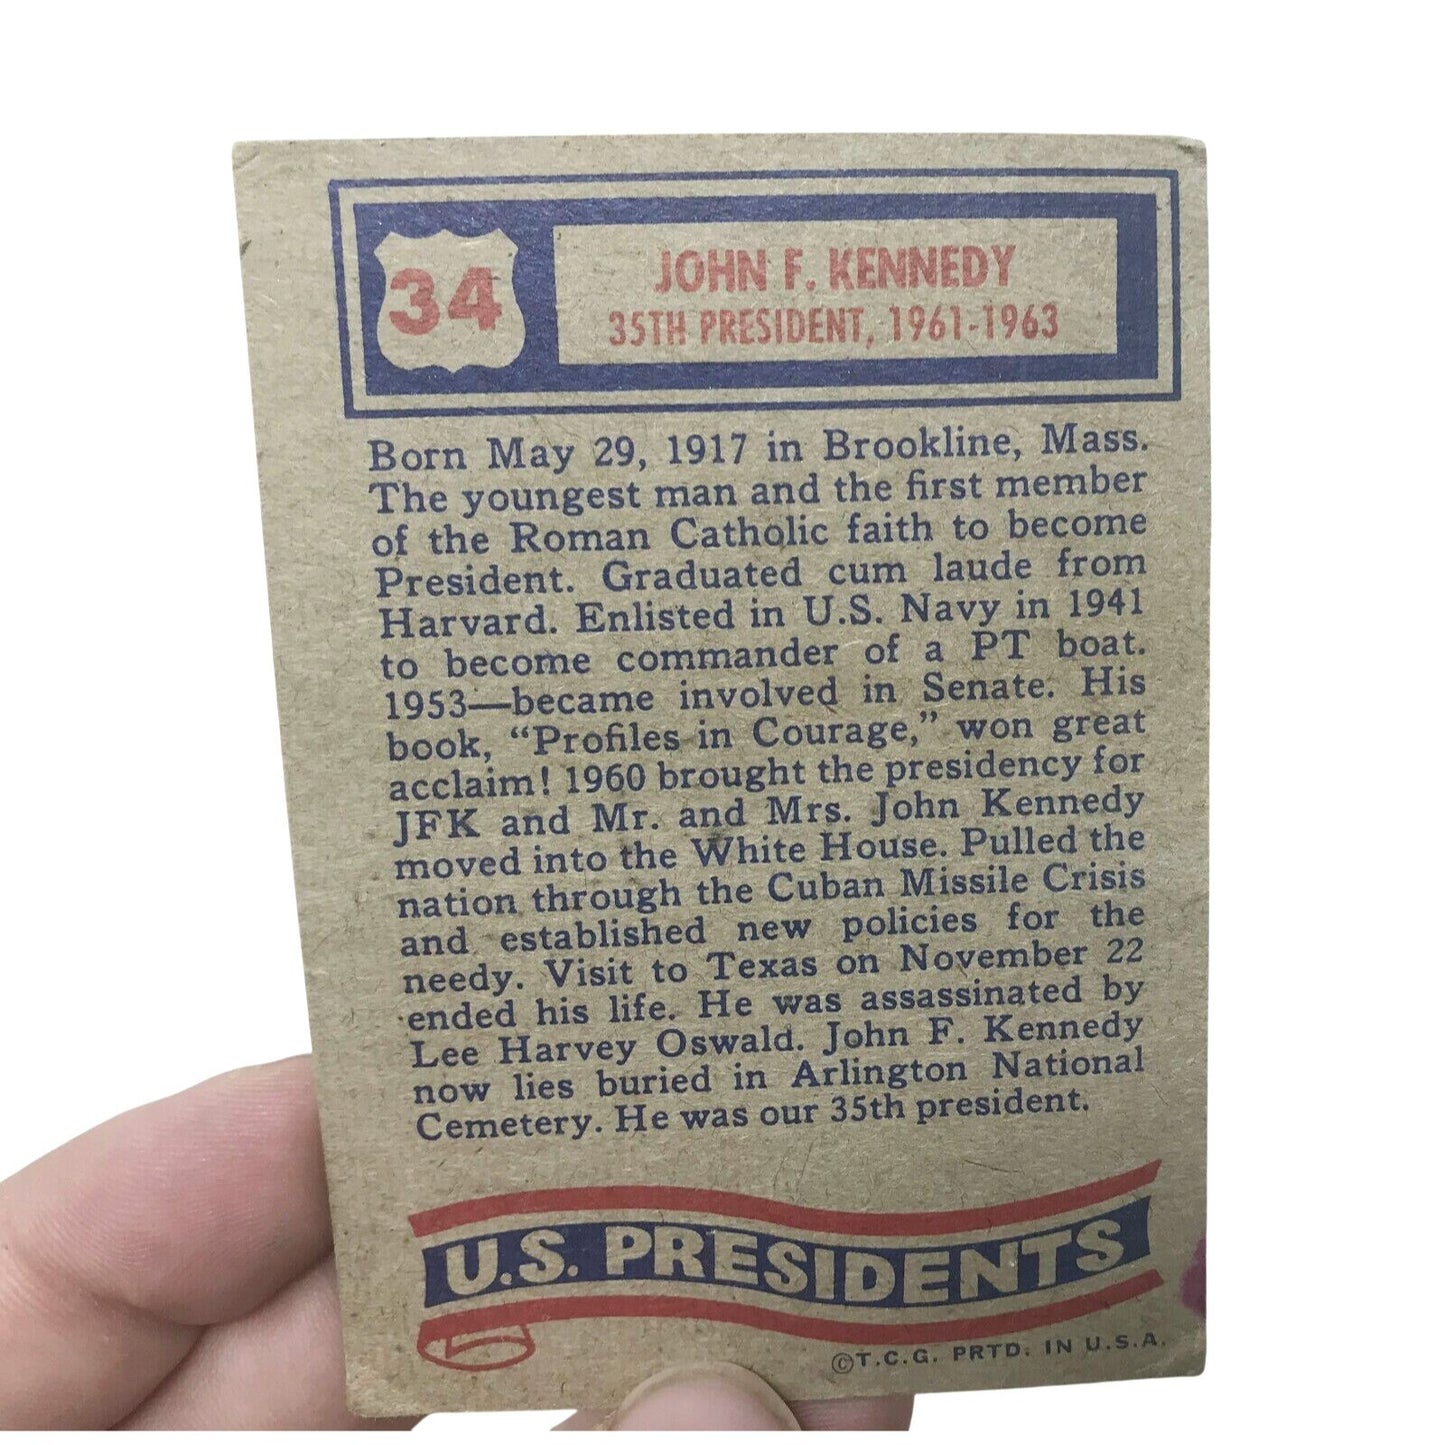 34
JOHN F. KENNEDY
35TH PRESIDENT, 1961-1963
Born May 29, 1917 in Brookline, Mass.
The youngest man and the first member
of the Roman Catholic faith to become
President. Graduated cum laude from
Harvard. Enlisted in U.S. Navy in 1941
to become commander of a PT boat.
1953—became involved in Senate. His
book, “Profiles in Courage,” won great
acclaim! 1960 brought the presidency for
JFK and Mr. and Mrs. John Kennedy
moved into the White House. Pulled the
nation through the Cuban Missile Crisis
and established new policies for the
needy. Visit to Texas on November 22
ended his life. He was assassinated by
Lee Harvey Oswald. John F. Kennedy
now lies buried in Arlington National
Cemetery. He was our 35th president.
U.S. PRESIDENTS
©T.C.G. PRTD. IN U.S.A.